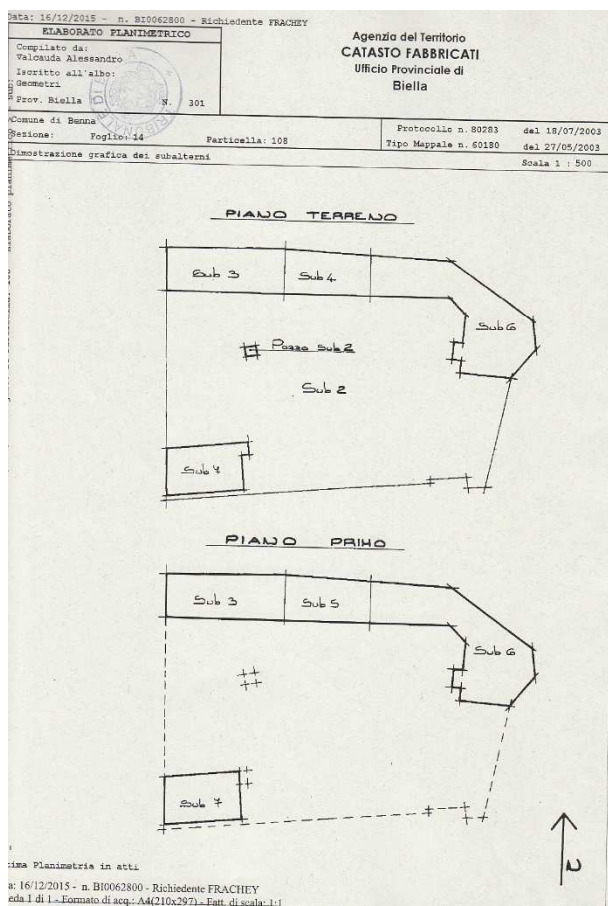 Data: 16/12/2015 - n. BI0062800 - Richiedente FRACHEY
ELABORATO PLANIMETRICO
Compilato da:
Valcauda Alessandro
Iscritto all'albo:
Geometri
Prov. Biella N. 301
Agenzia del Territorio
CATASTO FABBRICATI
Ufficio Provinciale di
Biella
Comune di Benna
Sezione: Foglio: 14 Particella: 108
Protocollo n. 80283 del 18/07/2003
Tipo Mappale n. 60180 del 27/05/2003
Dimostrazione grafica dei subalterni
Scala 1 : 500
PIANO TERRENO
Sub 3
Sub 4
Sub 6
Pozzo Sub 2
Sub 2
Sub 7
PIANO PRIMO
Sub 3
Sub 5
Sub 6
Sub 7
N
tima Planimetria in atti
a: 16/12/2015 - n. BI0062800 - Richiedente FRACHEY
eda 1 di 1 - Formato di acq.: A4(210x297) - Fatt. di scala: 1:1